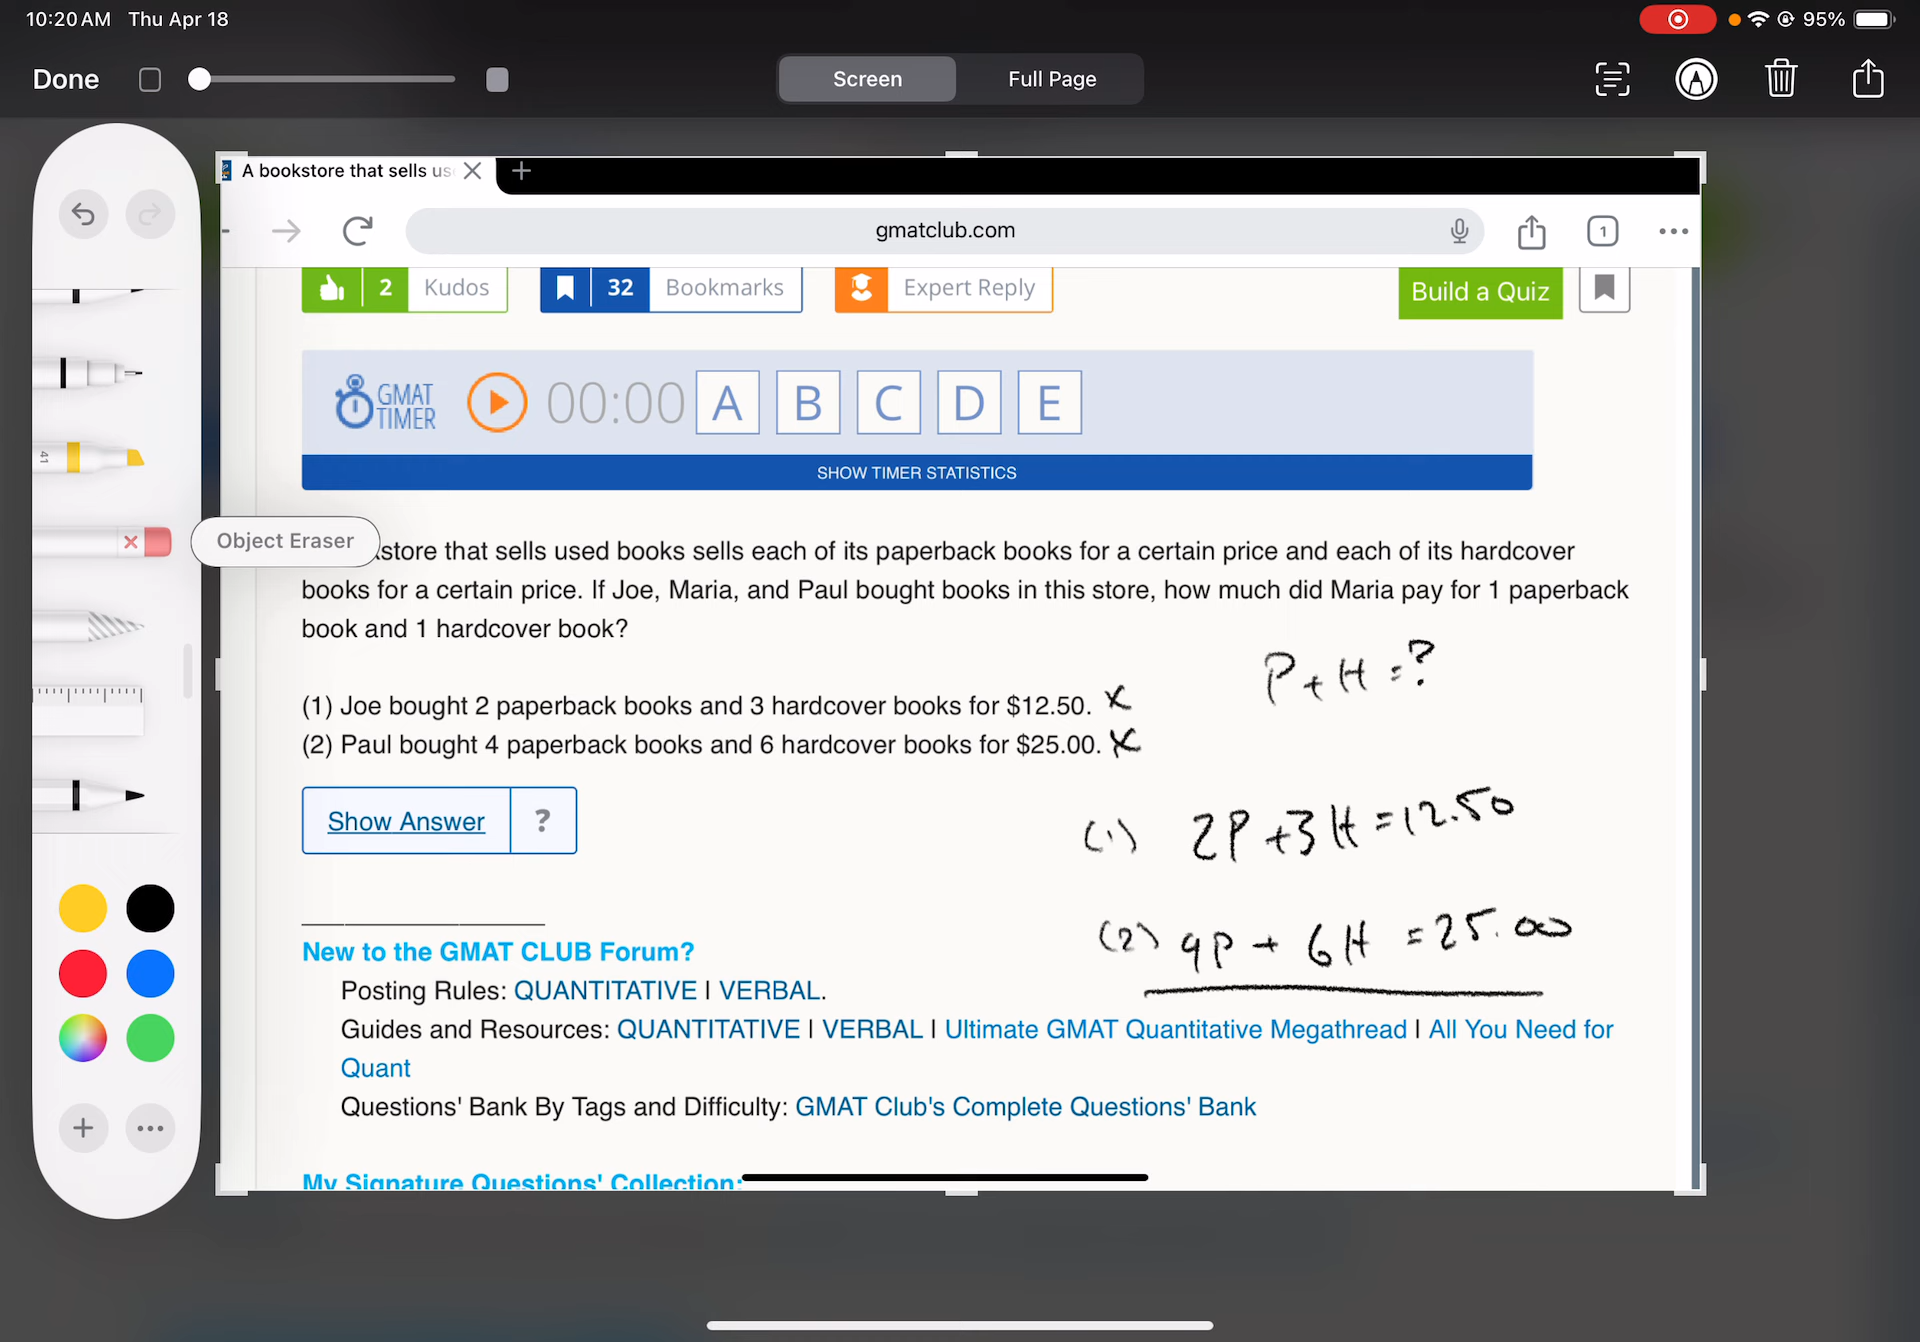 10:20 AM Thu Apr 18
95%
Done
Screen
Full Page
A bookstore that sells us
gmatclub.com
1
2 Kudos
32 Bookmarks
Expert Reply
Build a Quiz
GMAT TIMER
00:00
A B C D E
SHOW TIMER STATISTICS
41
Object Eraser
kstore that sells used books sells each of its paperback books for a certain price and each of its hardcover
books for a certain price. If Joe, Maria, and Paul bought books in this store, how much did Maria pay for 1 paperback
book and 1 hardcover book?
P + H = ?
(1) Joe bought 2 paperback books and 3 hardcover books for $12.50. x
(2) Paul bought 4 paperback books and 6 hardcover books for $25.00. x
Show Answer
?
(1) 2P + 3H = 12.50
(2) 4P + 6H = 25.00
New to the GMAT CLUB Forum?
Posting Rules: QUANTITATIVE | VERBAL.
Guides and Resources: QUANTITATIVE | VERBAL | Ultimate GMAT Quantitative Megathread | All You Need for
Quant
Questions' Bank By Tags and Difficulty: GMAT Club's Complete Questions' Bank
My Signature Questions' Collection: